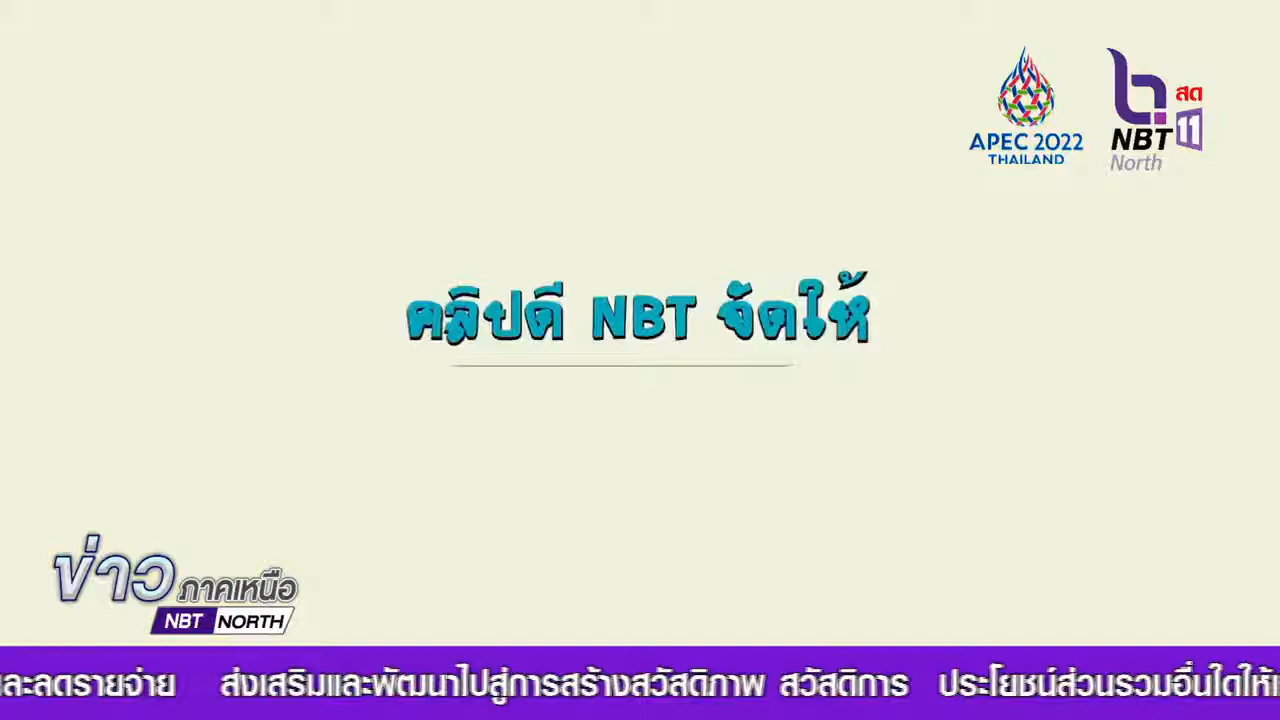 APEC 2022
THAILAND
สด
NBT 11
North
คลิปดี NBT จัดให้
ข่าว ภาคเหนือ
NBT NORTH
และลดรายจ่าย ส่งเสริมและพัฒนาไปสู่การสร้างสวัสดิภาพ สวัสดิการ ประโยชน์ส่วนรวมอื่นใดให้